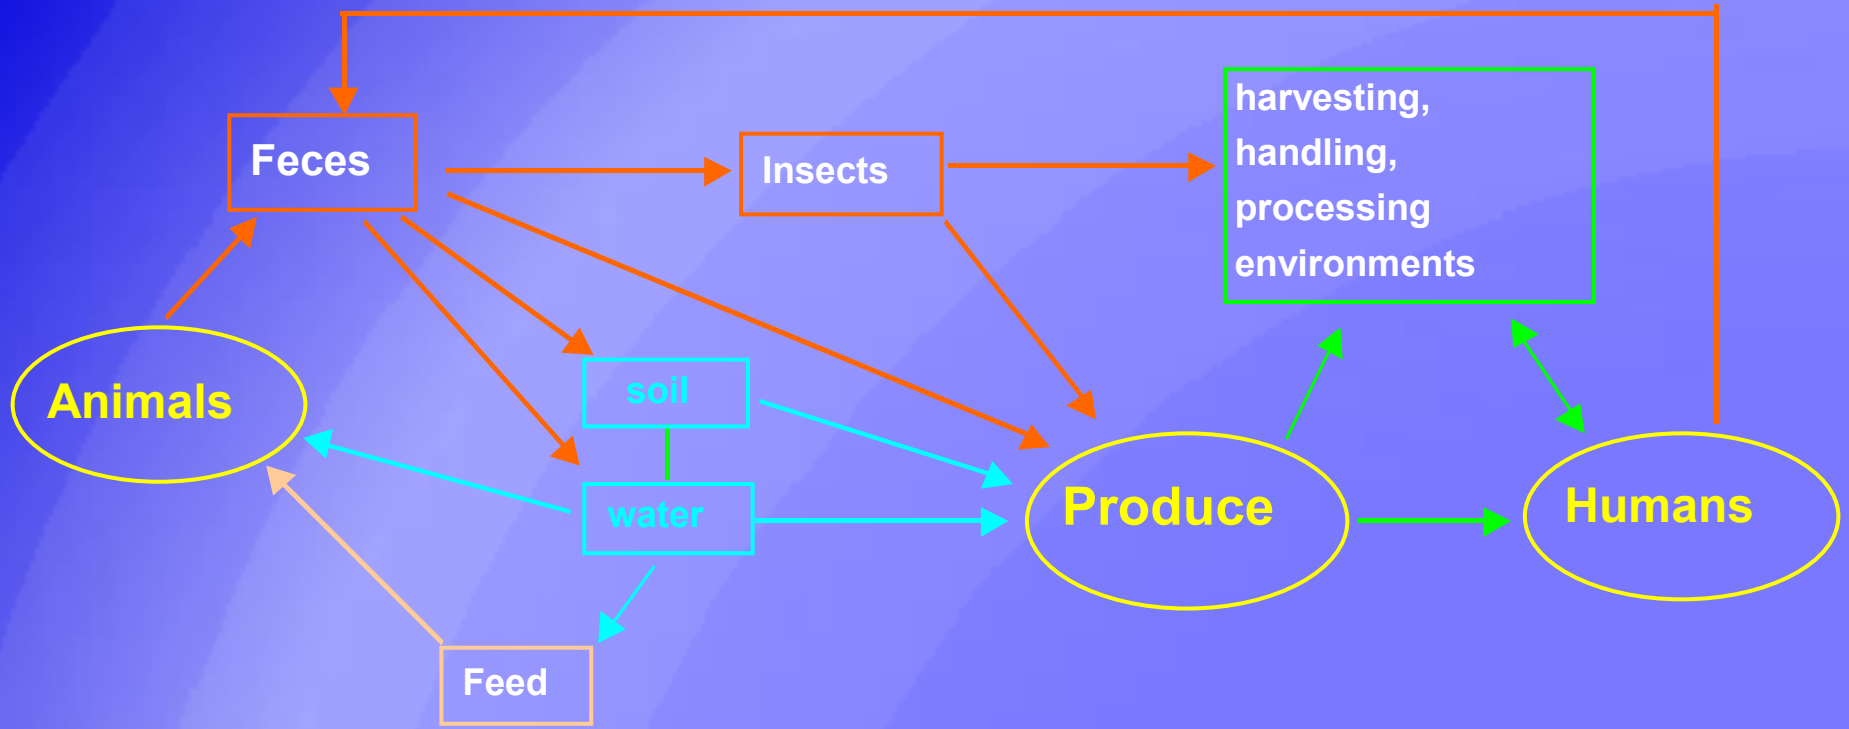 Feces
Insects
harvesting,
handling,
processing
environments
Animals
soil
water
Produce
Humans
Feed